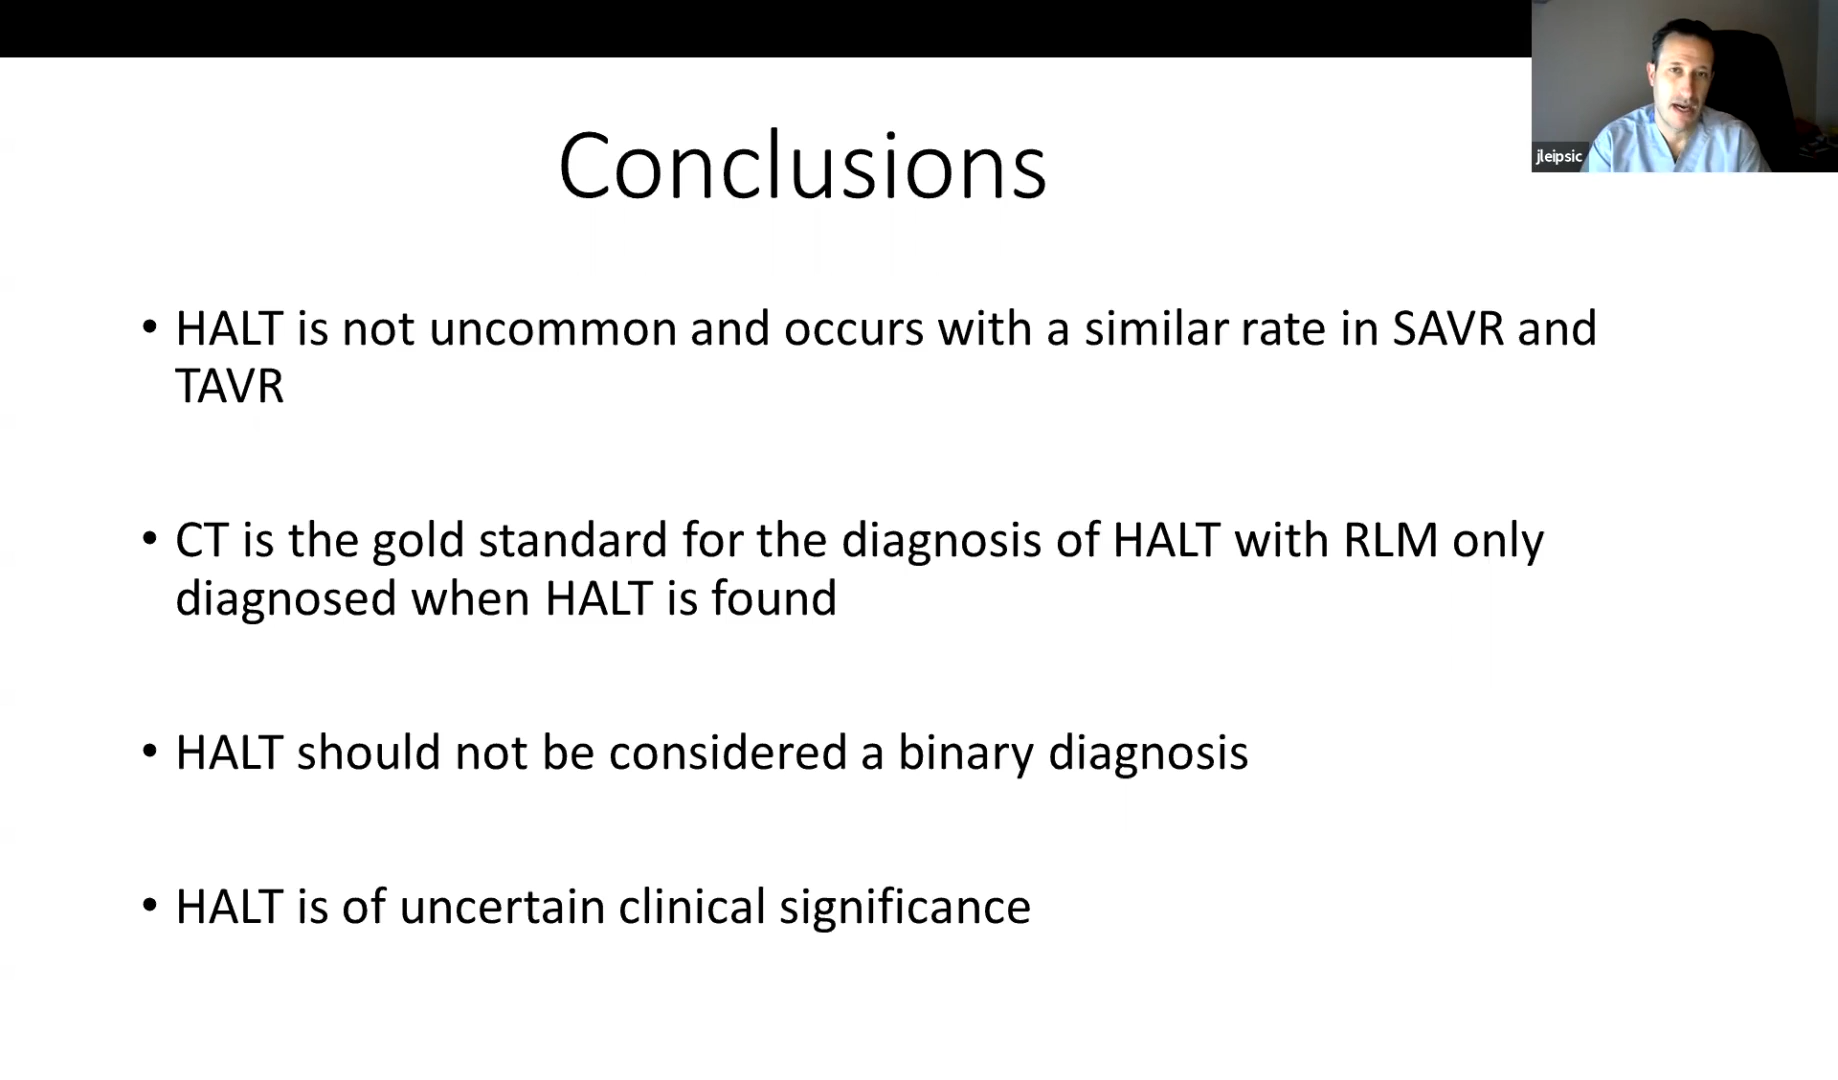 jleipsic
Conclusions
• HALT is not uncommon and occurs with a similar rate in SAVR and
TAVR
• CT is the gold standard for the diagnosis of HALT with RLM only
diagnosed when HALT is found
• HALT should not be considered a binary diagnosis
• HALT is of uncertain clinical significance